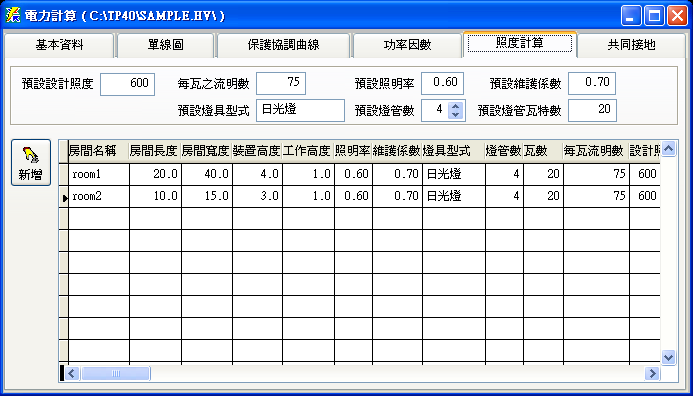 電力計算 ( C:\TP40\SAMPLE.HV\ )
基本資料 單線圖 保護協調曲線 功率因數 照度計算 共同接地
預設設計照度 600 每瓦之流明數 75 預設照明率 0.60 預設維護係數 0.70
預設燈具型式 日光燈 預設燈管數 4 預設燈管瓦特數 20
新增
房間名稱 房間長度 房間寬度 裝置高度 工作高度 照明率 維護係數 燈具型式 燈管數 瓦數 每瓦流明數 設計照
room1 20.0 40.0 4.0 1.0 0.60 0.70 日光燈 4 20 75 600
room2 10.0 15.0 3.0 1.0 0.60 0.70 日光燈 4 20 75 600